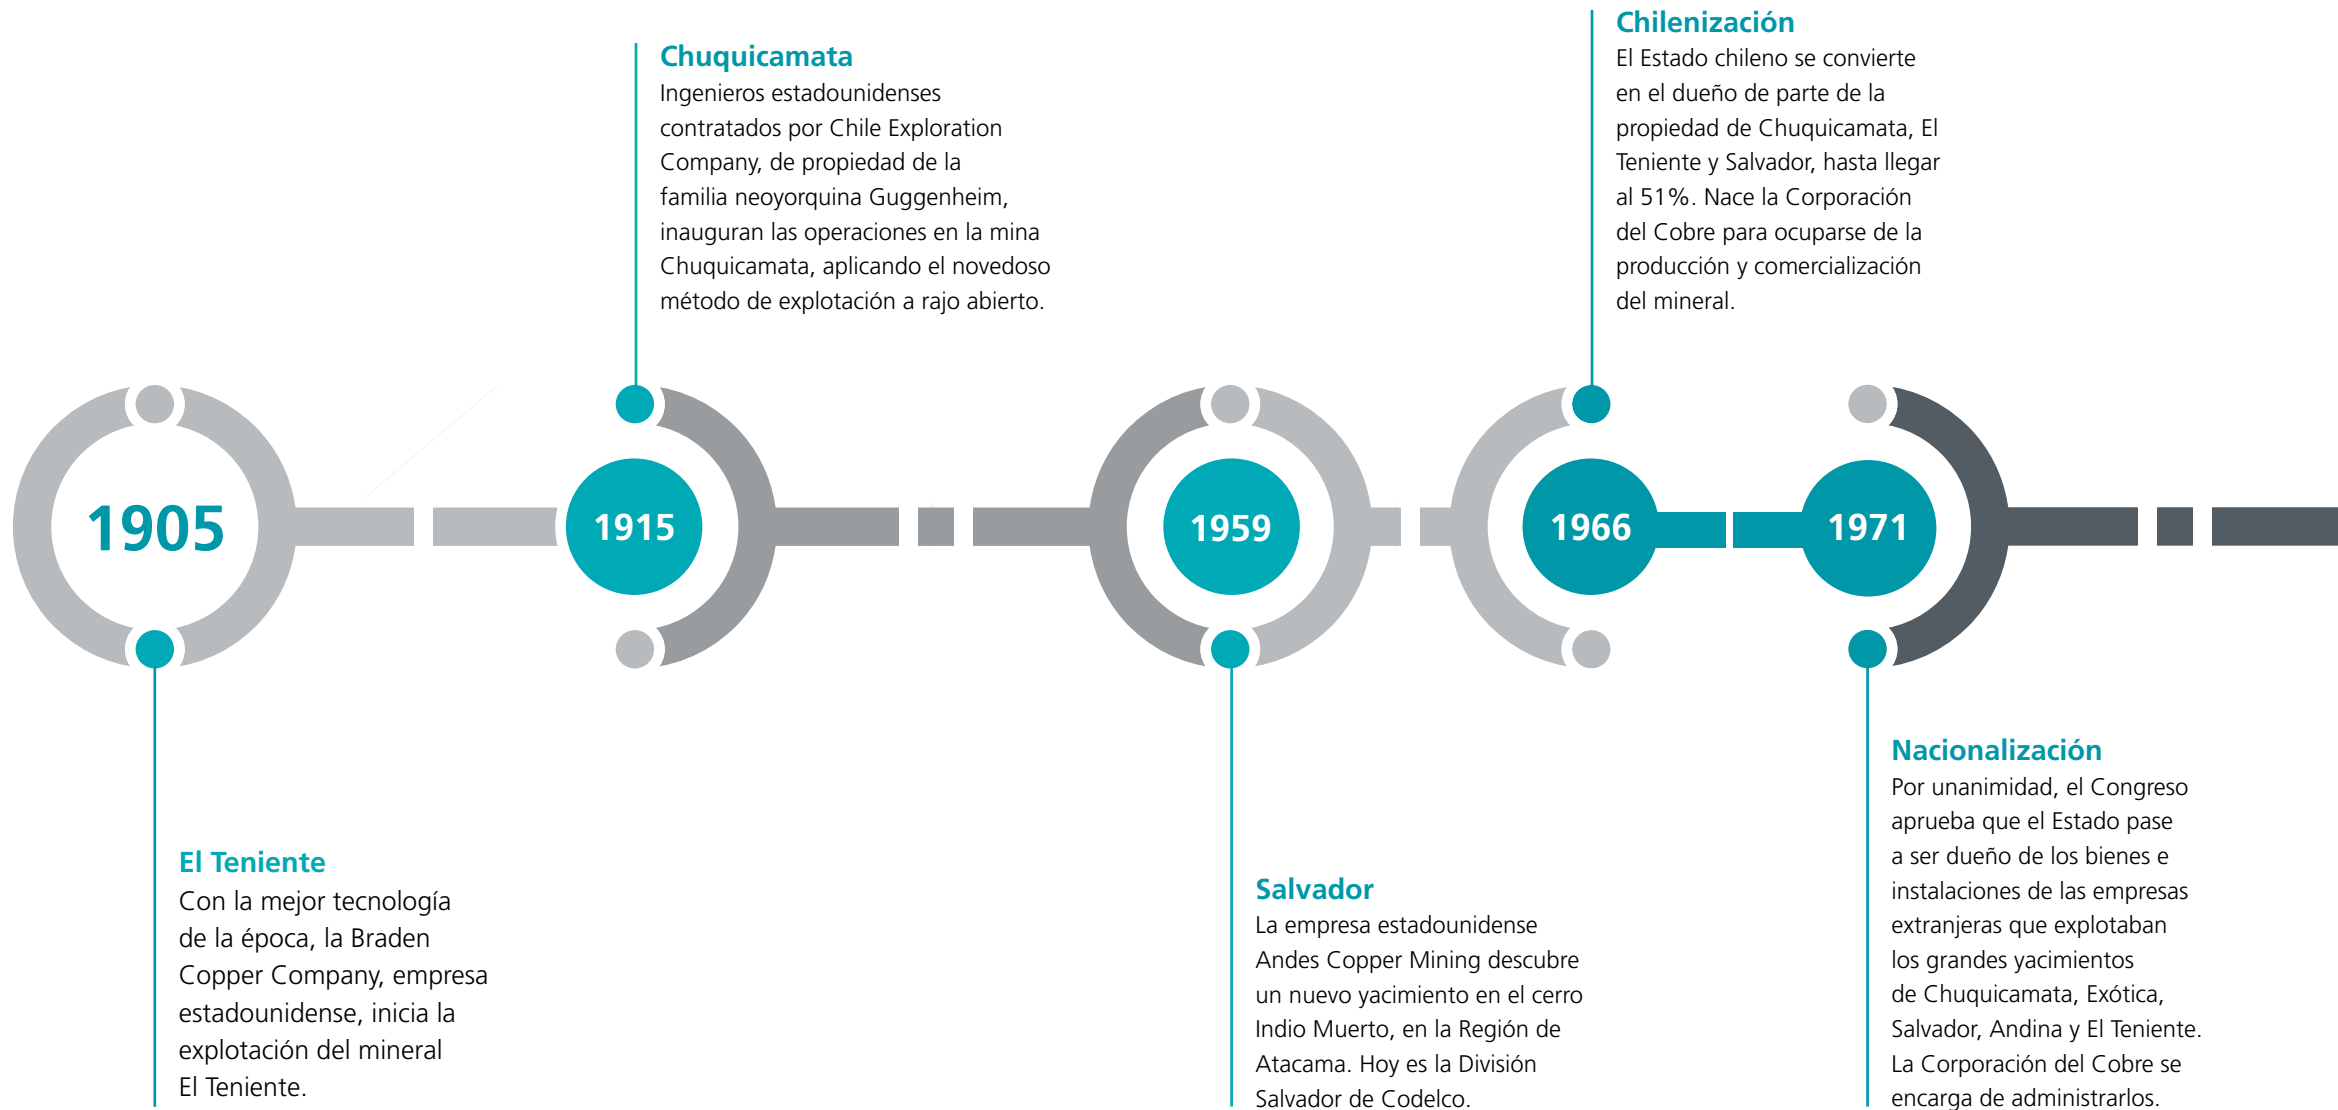 1905
El Teniente
Con la mejor tecnología
de la época, la Braden
Copper Company, empresa
estadounidense, inicia la
explotación del mineral
El Teniente.
1915
Chuquicamata
Ingenieros estadounidenses
contratados por Chile Exploration
Company, de propiedad de la
familia neoyorquina Guggenheim,
inauguran las operaciones en la mina
Chuquicamata, aplicando el novedoso
método de explotación a rajo abierto.
1959
Salvador
La empresa estadounidense
Andes Copper Mining descubre
un nuevo yacimiento en el cerro
Indio Muerto, en la Región de
Atacama. Hoy es la División
Salvador de Codelco.
1966
Chilenización
El Estado chileno se convierte
en el dueño de parte de la
propiedad de Chuquicamata, El
Teniente y Salvador, hasta llegar
al 51%. Nace la Corporación
del Cobre para ocuparse de la
producción y comercialización
del mineral.
1971
Nacionalización
Por unanimidad, el Congreso
aprueba que el Estado pase
a ser dueño de los bienes e
instalaciones de las empresas
extranjeras que explotaban
los grandes yacimientos
de Chuquicamata, Exótica,
Salvador, Andina y El Teniente.
La Corporación del Cobre se
encarga de administrarlos.